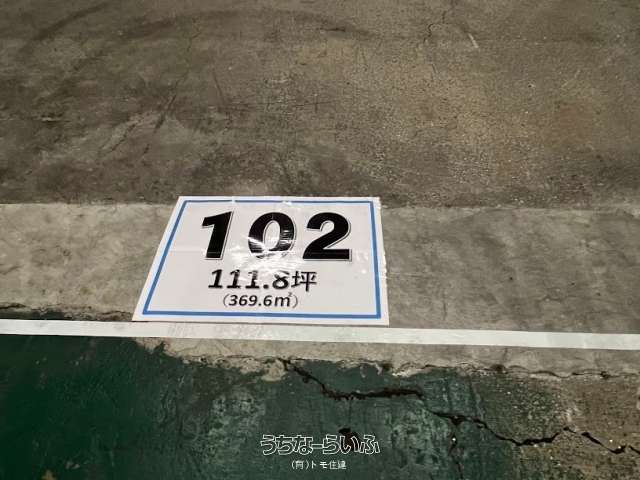 102
111.8坪
(369.6㎡)
うちなーらいふ
(有)トモ住建